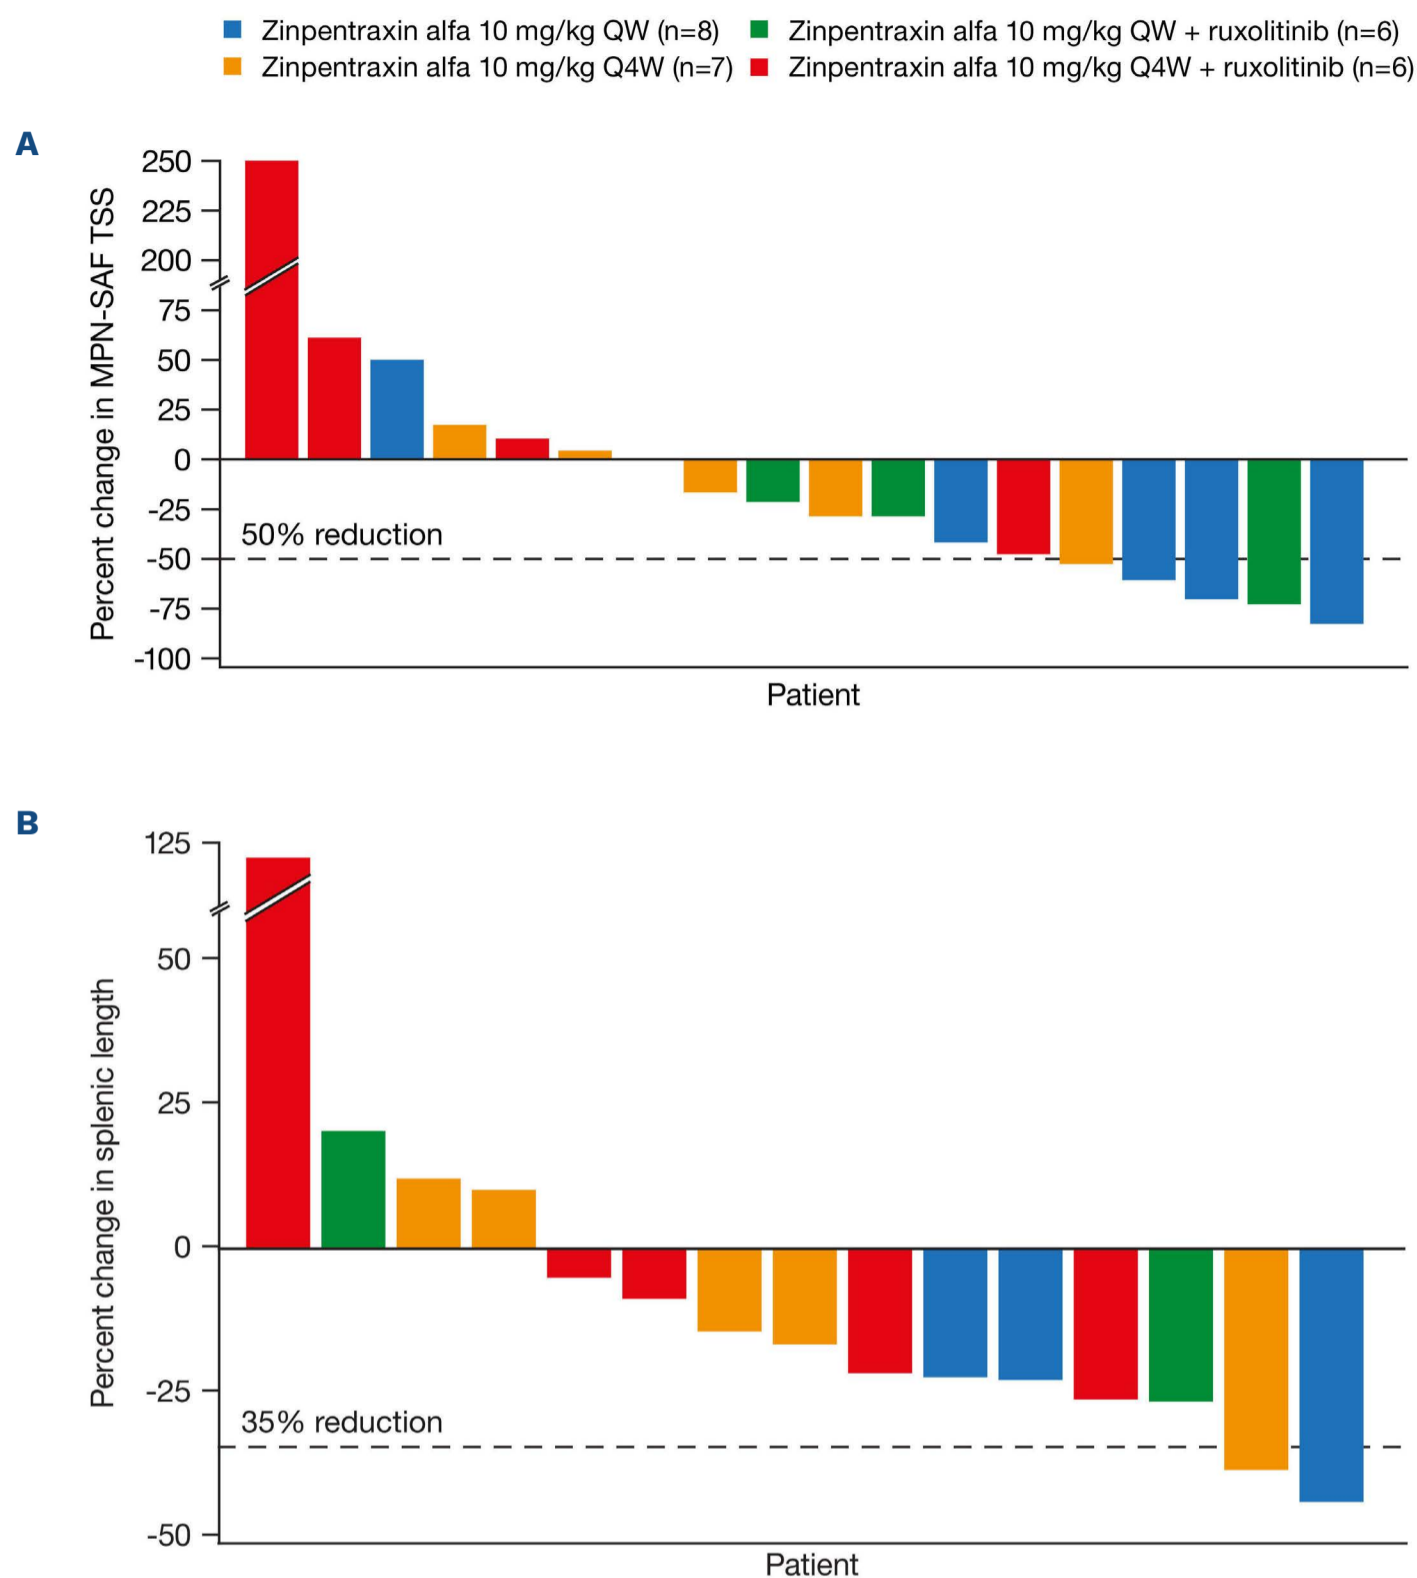 Zinpentraxin alfa 10 mg/kg QW (n=8) Zinpentraxin alfa 10 mg/kg QW + ruxolitinib (n=6)
Zinpentraxin alfa 10 mg/kg Q4W (n=7) Zinpentraxin alfa 10 mg/kg Q4W + ruxolitinib (n=6)
A
Percent change in MPN-SAF TSS
250
225
200
75
50
25
0
-25
50% reduction
-50
-75
-100
Patient
B
Percent change in splenic length
125
50
25
0
-25
35% reduction
-50
Patient